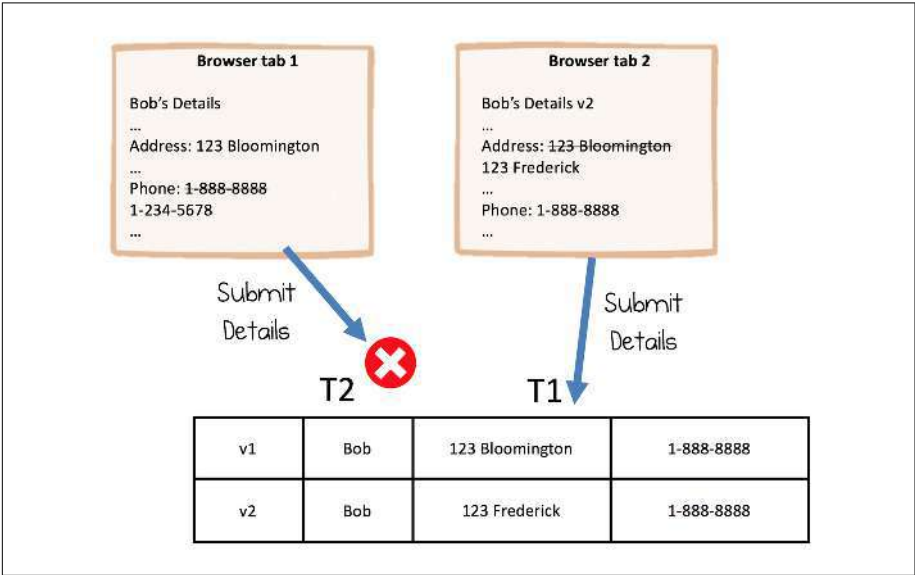 Browser tab 1
Bob's Details
...
Address: 123 Bloomington
...
Phone: 1-888-8888
1-234-5678
...
Browser tab 2
Bob's Details v2
...
Address: 123 Bloomington
123 Frederick
...
Phone: 1-888-8888
...
Submit
Details
Submit
Details
T2
T1
v1 Bob 123 Bloomington 1-888-8888
v2 Bob 123 Frederick 1-888-8888